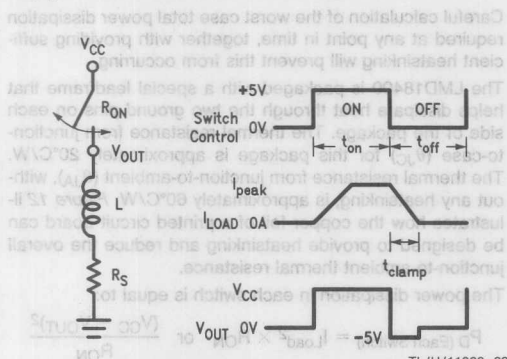 Careful calculation of the worst case total power dissipation
required at any point in time, together with providing suffi-
cient heatsinking will prevent this from occurring.
The LMD18400 is packaged with a special lead frame that
helps dissipate heat through the two ground pins on each
side of the package. The thermal resistance from junction-
to-case (θJC) for this package is approximately 20°C/W.
The thermal resistance from junction-to-ambient (θJA), with-
out any heatsinking, is approximately 60°C/W. Figure 12 il-
lustrates how the copper foil of a printed circuit board can
be designed to provide heatsinking and reduce the overall
junction-to-ambient thermal resistance.
The power dissipation in each switch is equal to:
PD (Each Switch) = ILoad² × RON or (VCC - VOUT)² RON
VCC
RON
VOUT
L
RS
+5V
Switch
Control 0V
ON OFF
ton toff
Ipeak
ILOAD 0A
tclamp
VCC
VOUT 0V
-5V